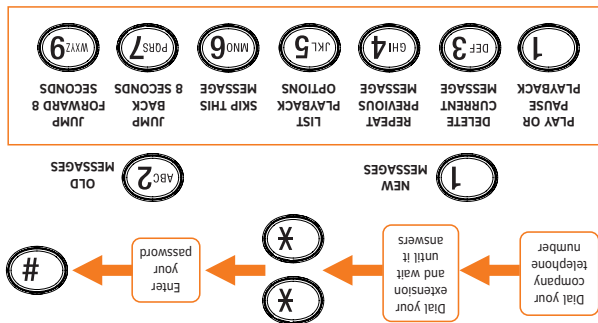 Dial your
company
telephone
number
Dial your
extension
and wait
until it
answers
*
*
Enter
your
password
#
1
NEW
MESSAGES
ABC2
OLD
MESSAGES
PLAY OR
PAUSE
PLAYBACK
1
DELETE
CURRENT
MESSAGE
DEF3
REPEAT
PREVIOUS
MESSAGE
GHI4
LIST
PLAYBACK
OPTIONS
JKL5
SKIP THIS
MESSAGE
MNO6
JUMP
BACK
8 SECONDS
PQRS7
JUMP
FORWARD 8
SECONDS
WXYZ9